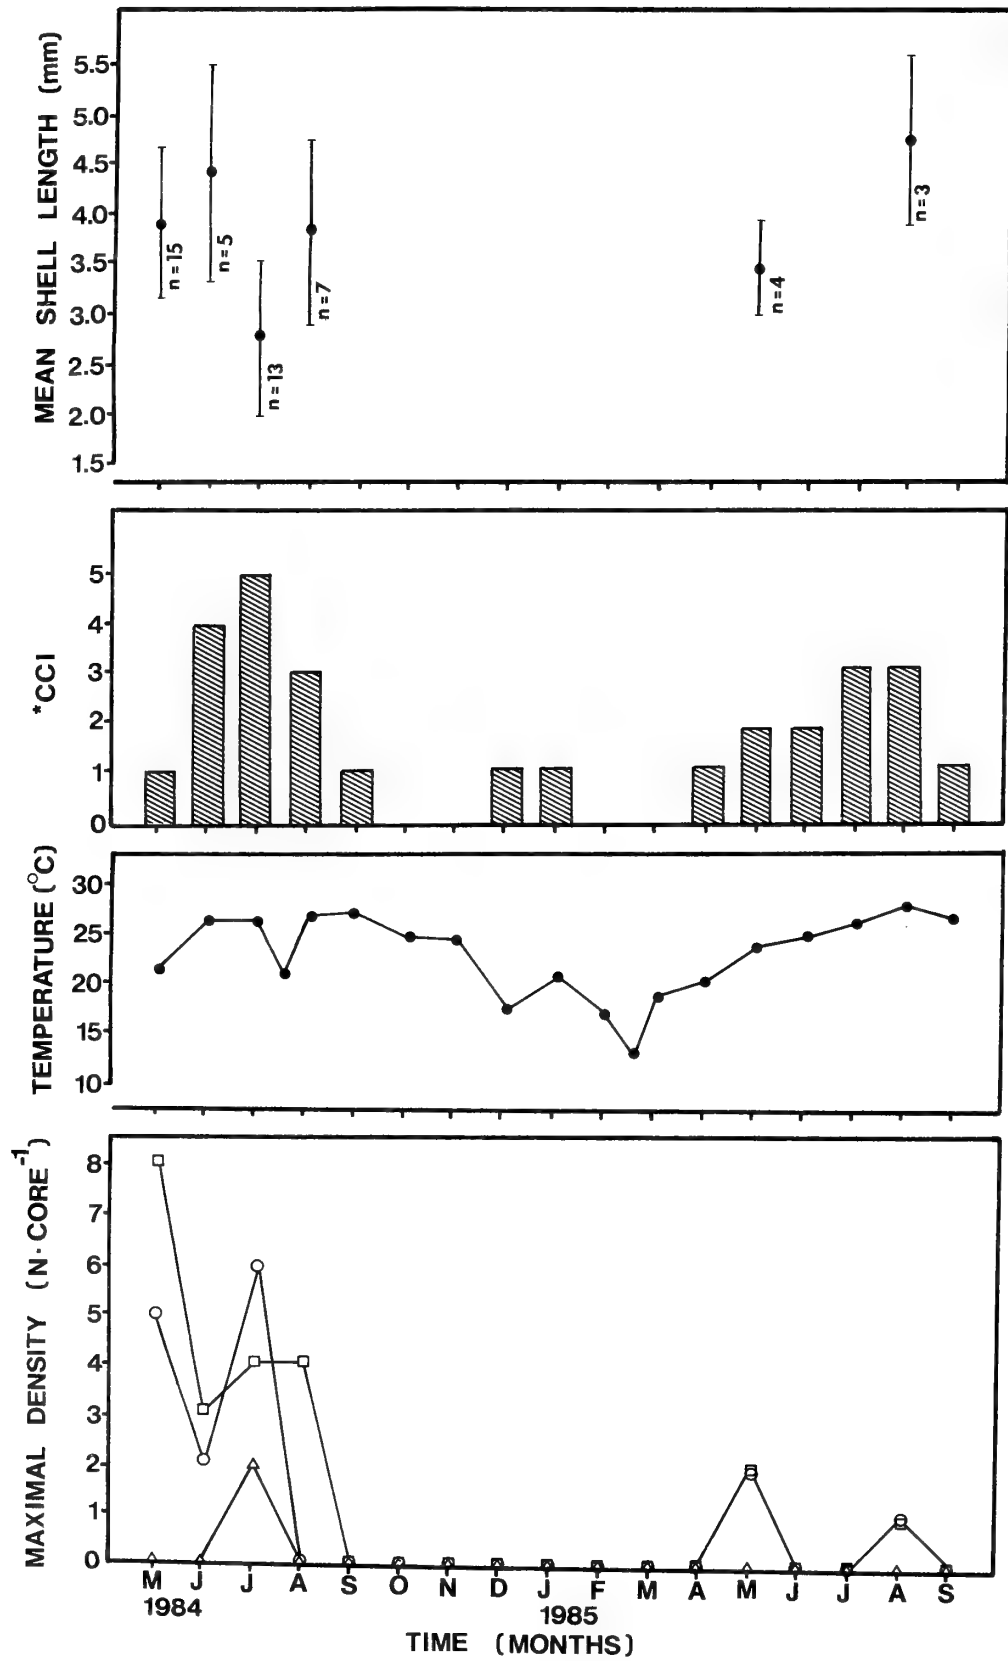 MEAN SHELL LENGTH (mm)
5.5
5.0
4.5
4.0
3.5
3.0
2.5
2.0
1.5
n=15
n=5
n=13
n=7
n=4
n=3
*CCI
5
4
3
2
1
0
TEMPERATURE (°C)
30
25
20
15
10
MAXIMAL DENSITY (N·CORE⁻¹)
8
7
6
5
4
3
2
1
0
M J J A S O N D J F M A M J J A S
1984 1985
TIME (MONTHS)